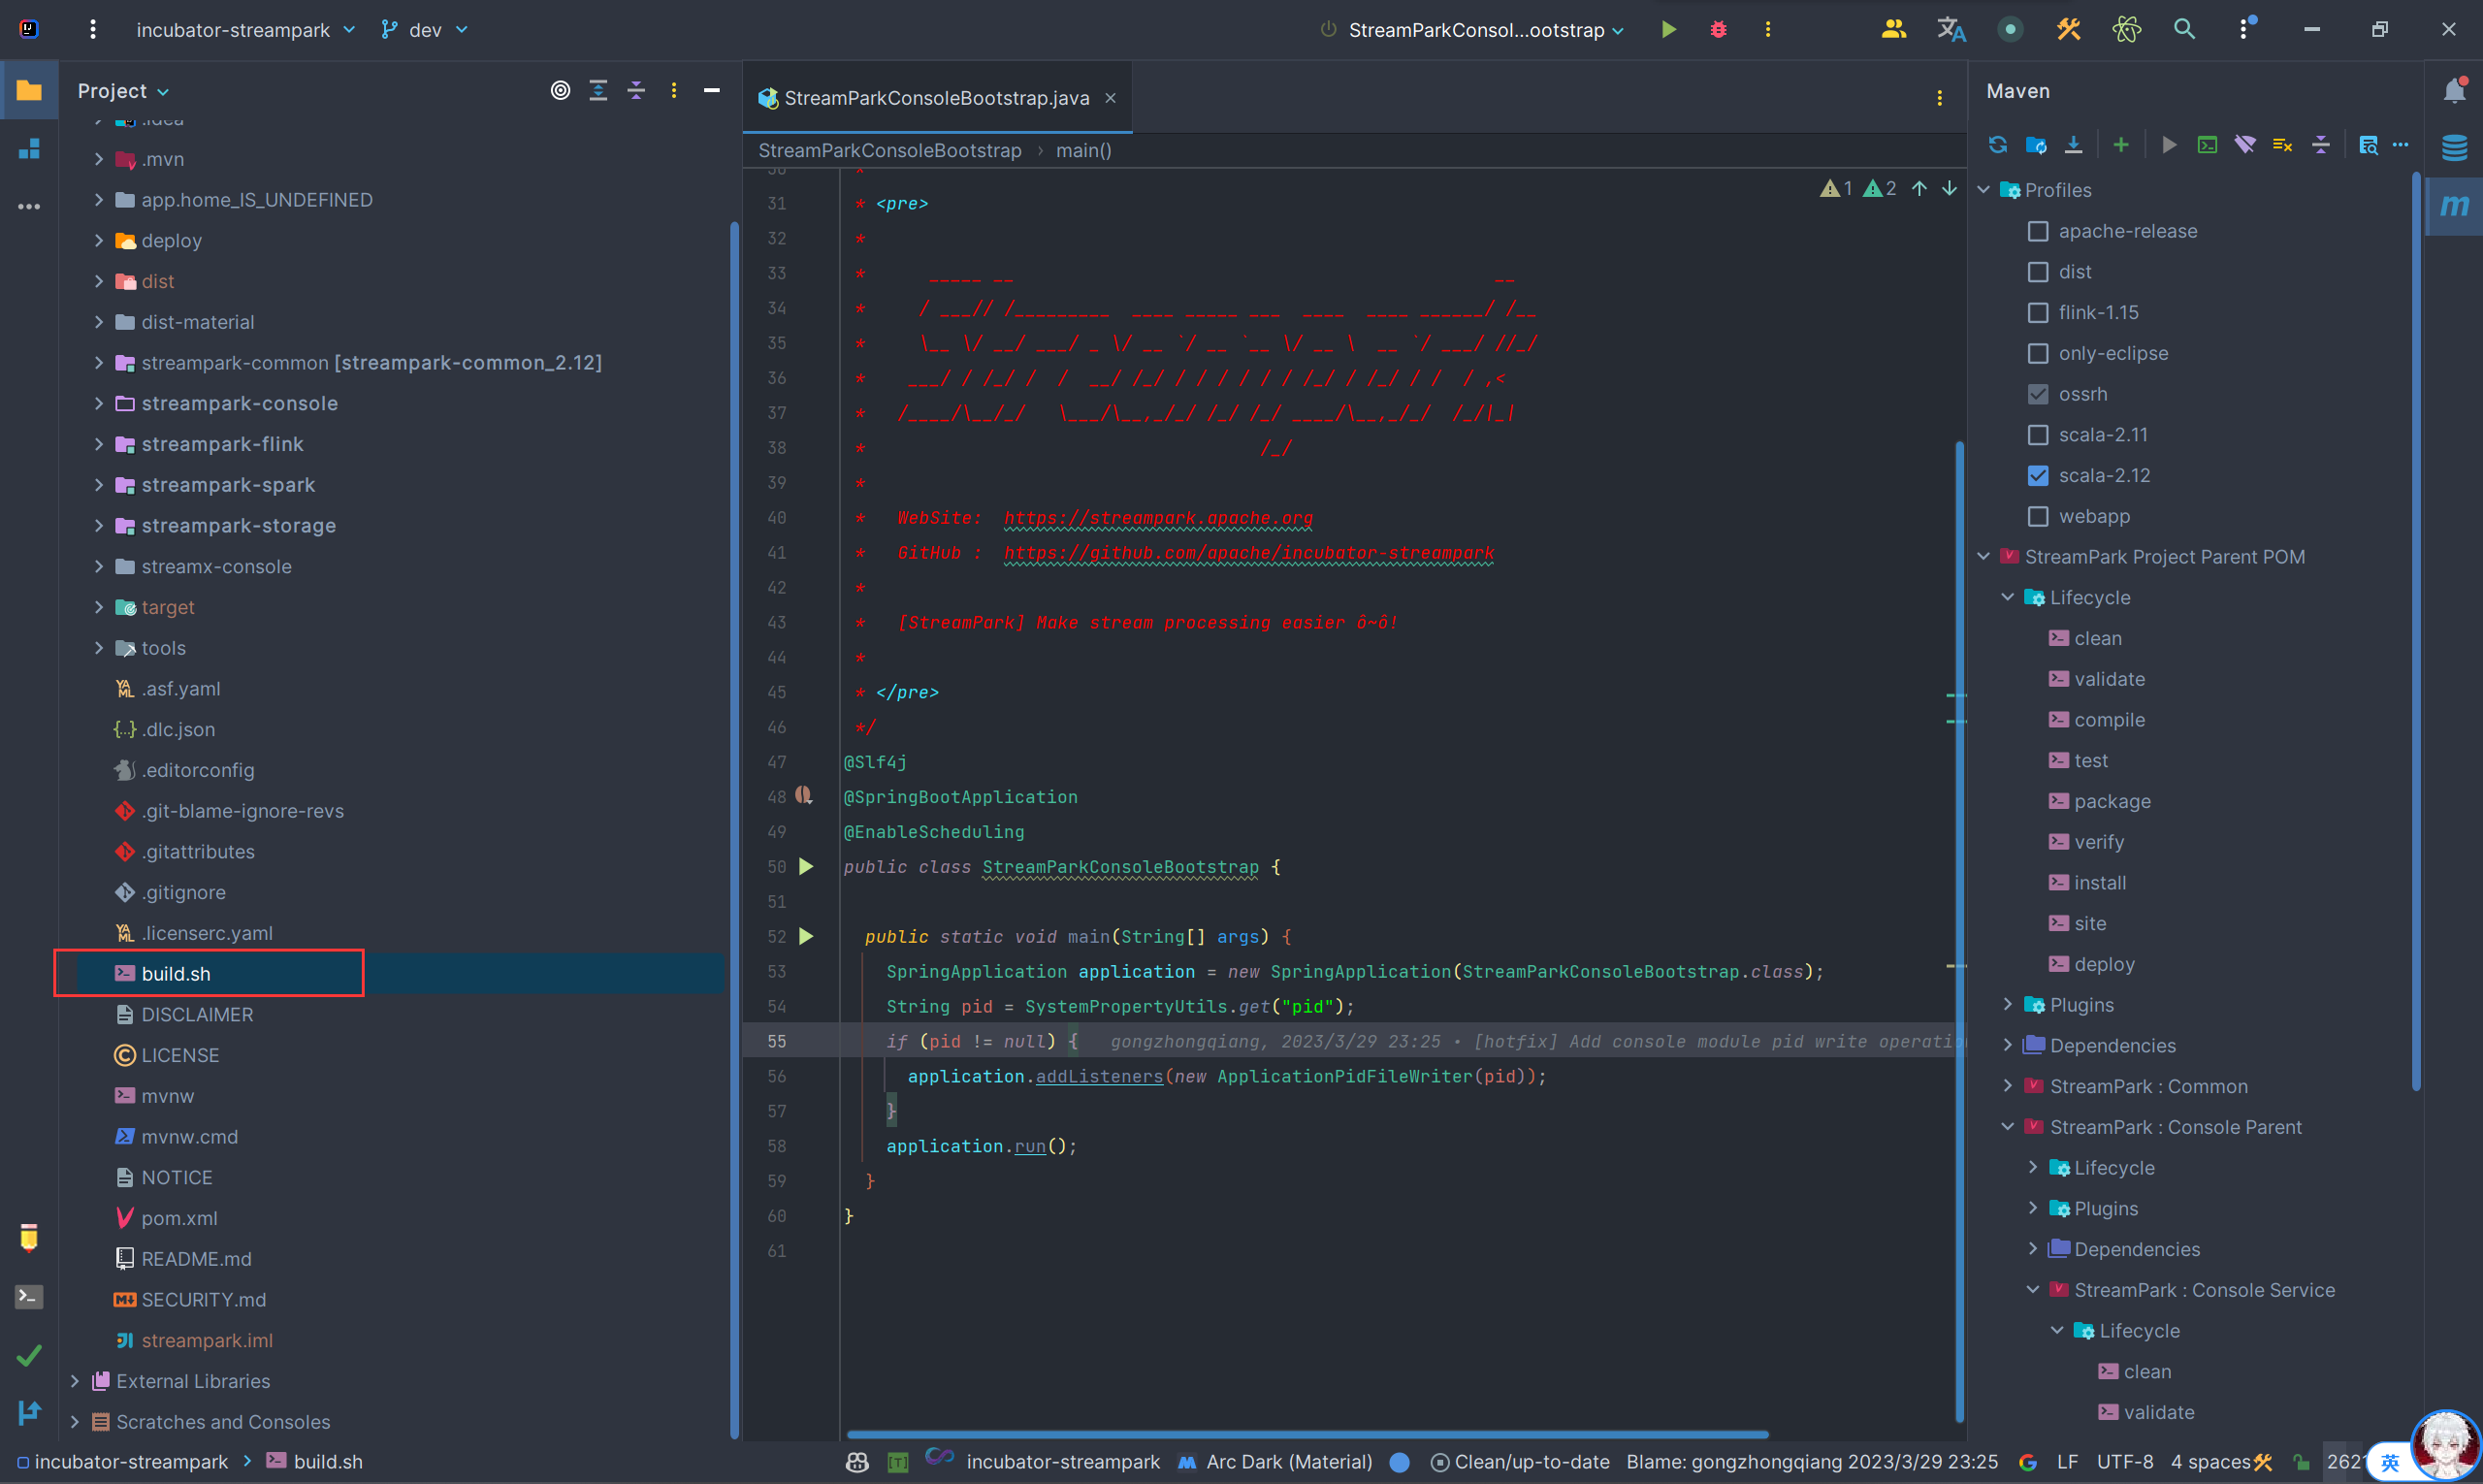 incubator-streampark
dev
StreamParkConsol...ootstrap
Project
.idea
.mvn
app.home_IS_UNDEFINED
deploy
dist
dist-material
streampark-common [streampark-common_2.12]
streampark-console
streampark-flink
streampark-spark
streampark-storage
streamx-console
target
tools
.asf.yaml
.dlc.json
.editorconfig
.git-blame-ignore-revs
.gitattributes
.gitignore
.licenserc.yaml
build.sh
DISCLAIMER
LICENSE
mvnw
mvnw.cmd
NOTICE
pom.xml
README.md
SECURITY.md
streampark.iml
External Libraries
Scratches and Consoles
StreamParkConsoleBootstrap.java
StreamParkConsoleBootstrap › main()
1 2
30 *
31 * <pre>
32 *
33 *      _____ __                                             __
34 *     / ___// /_________  ____ _____ ___  ____  ____ ______/ /__
35 *     \__ \/ __/ ___/ _ \/ __ `/ __ `__ \/ __ \  __ `/ ___/ //_/
36 *    ___/ / /_/ /  /  __/ /_/ / / / / / / /_/ / /_/ / /  / ,<
37 *   /____/\__/_/   \___/\__,_/_/ /_/ /_/ ____/\__,_/_/  /_/|_|
38 *                                     /_/
39 *
40 *   WebSite:  https://streampark.apache.org
41 *   GitHub :  https://github.com/apache/incubator-streampark
42 *
43 *   [StreamPark] Make stream processing easier ô~ô!
44 *
45 * </pre>
46 */
47 @Slf4j
48 @SpringBootApplication
49 @EnableScheduling
50 public class StreamParkConsoleBootstrap {
51
52 public static void main(String[] args) {
53 SpringApplication application = new SpringApplication(StreamParkConsoleBootstrap.class);
54 String pid = SystemPropertyUtils.get("pid");
55 if (pid != null) { gongzhongqiang, 2023/3/29 23:25 • [hotfix] Add console module pid write operatio
56 application.addListeners(new ApplicationPidFileWriter(pid));
57 }
58 application.run();
59 }
60 }
61
Maven
Profiles
apache-release
dist
flink-1.15
only-eclipse
ossrh
scala-2.11
scala-2.12
webapp
StreamPark Project Parent POM
Lifecycle
clean
validate
compile
test
package
verify
install
site
deploy
Plugins
Dependencies
StreamPark : Common
StreamPark : Console Parent
Lifecycle
Plugins
Dependencies
StreamPark : Console Service
Lifecycle
clean
validate
m
incubator-streampark › build.sh
incubator-streampark
Arc Dark (Material)
Clean/up-to-date
Blame: gongzhongqiang 2023/3/29 23:25
LF
UTF-8
4 spaces
英